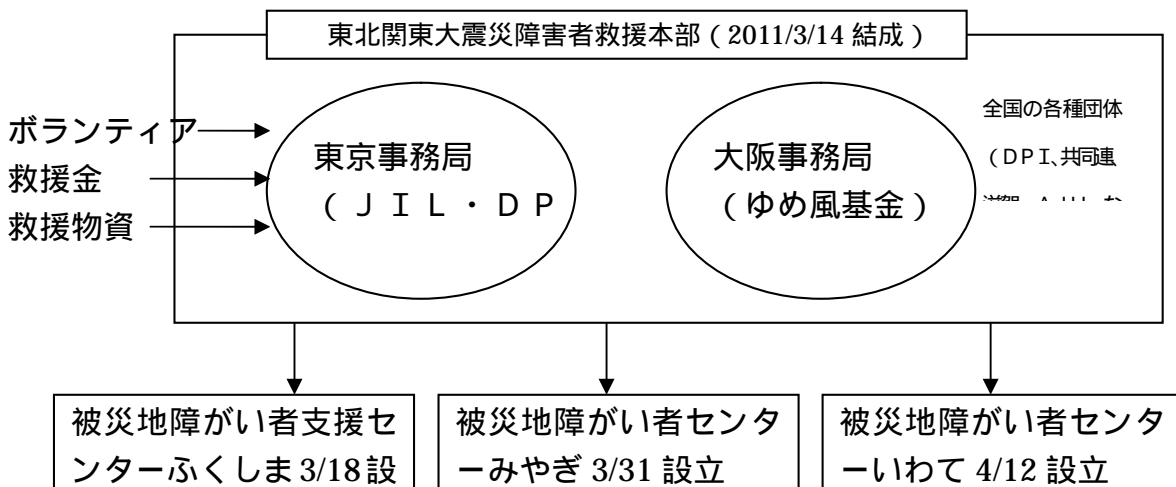 東北関東大震災障害者救援本部（2011/3/14 結成）
ボランティア
救援金
救援物資
東京事務局
（ＪＩＬ・ＤＰ
大阪事務局
（ゆめ風基金）
全国の各種団体
（ＤＰＩ、共同連
被災地障がい者支援セ
ンターふくしま 3/18 設
被災地障がい者センタ
ーみやぎ 3/31 設立
被災地障がい者センタ
ーいわて 4/12 設立